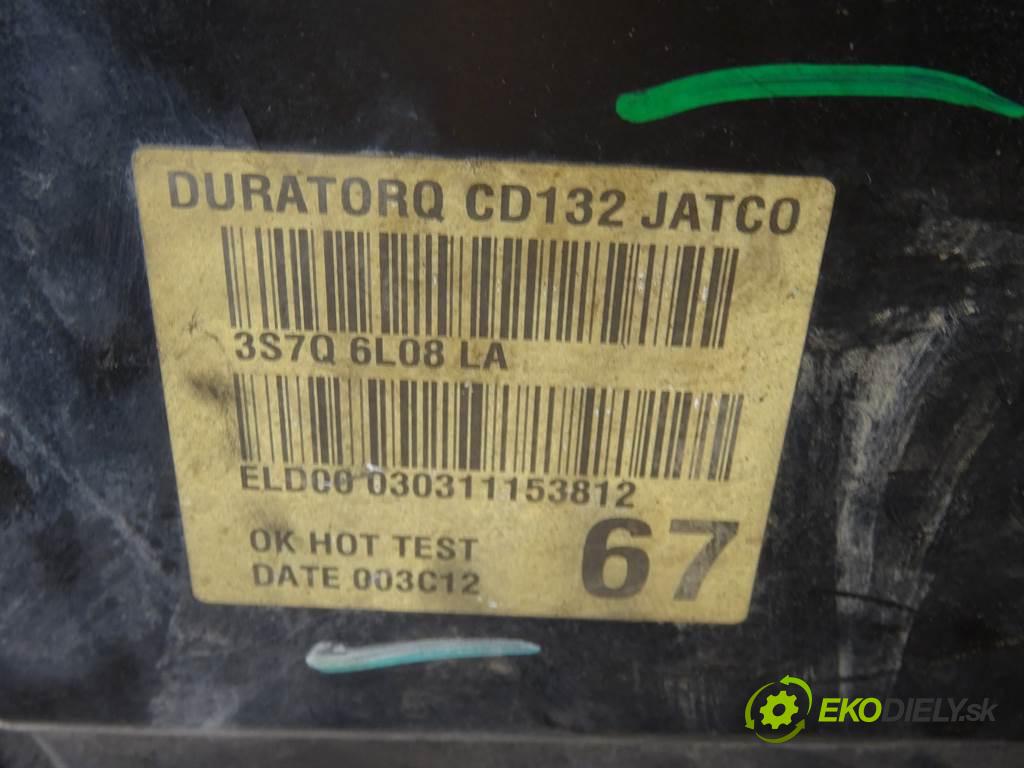 DURATORQ CD132 JATCO
3S7Q 6L08 LA
ELD00 030311153812
OK HOT TEST
67
DATE 003C12
EKODIELY.sk